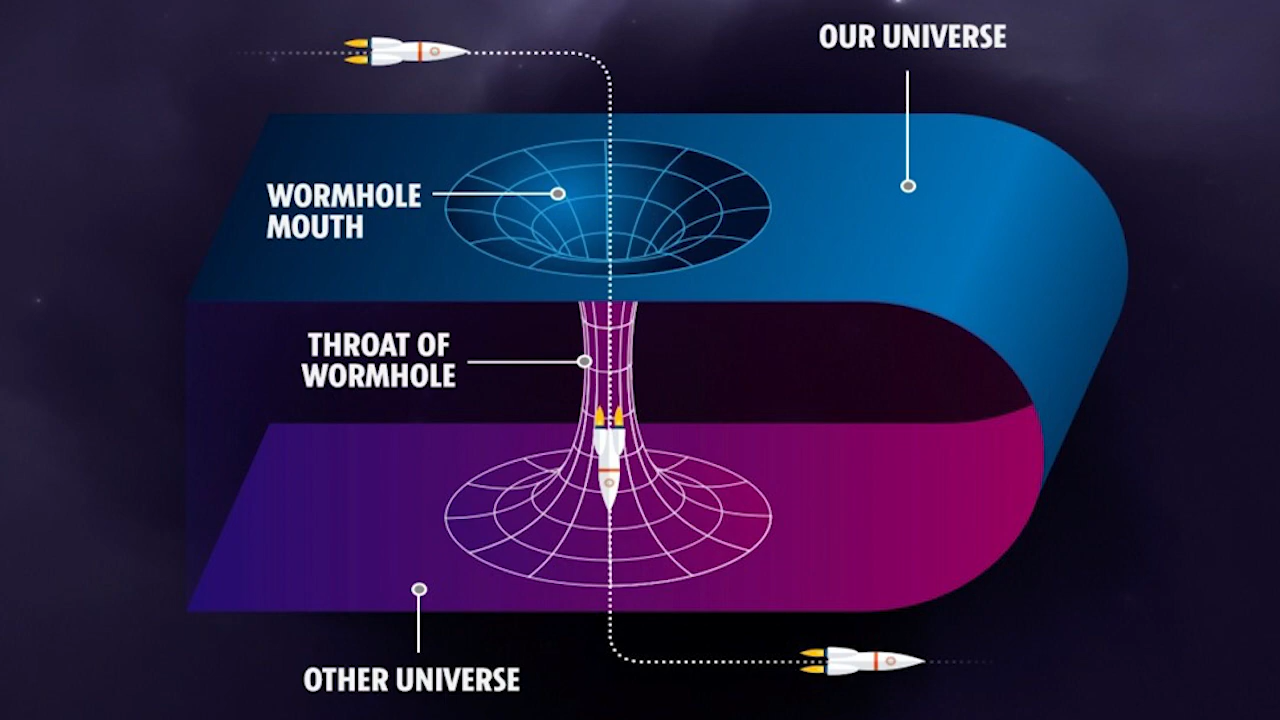 OUR UNIVERSE
WORMHOLE
MOUTH
THROAT OF
WORMHOLE
OTHER UNIVERSE